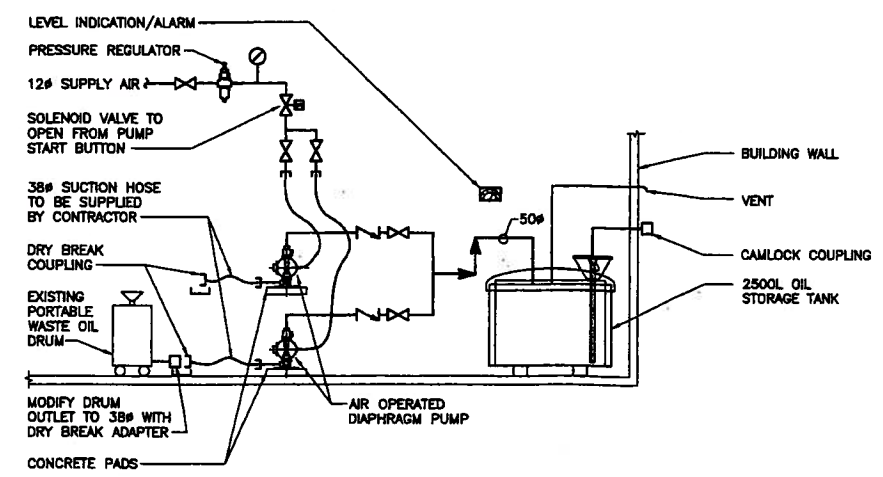 LEVEL INDICATION/ALARM
PRESSURE REGULATOR
12ø SUPPLY AIR
SOLENOID VALVE TO
OPEN FROM PUMP
START BUTTON
38ø SUCTION HOSE
TO BE SUPPLIED
BY CONTRACTOR
DRY BREAK
COUPLING
EXISTING
PORTABLE
WASTE OIL
DRUM
MODIFY DRUM
OUTLET TO 38ø WITH
DRY BREAK ADAPTER
CONCRETE PADS
AIR OPERATED
DIAPHRAGM PUMP
50ø
BUILDING WALL
VENT
CAMLOCK COUPLING
2500L OIL
STORAGE TANK